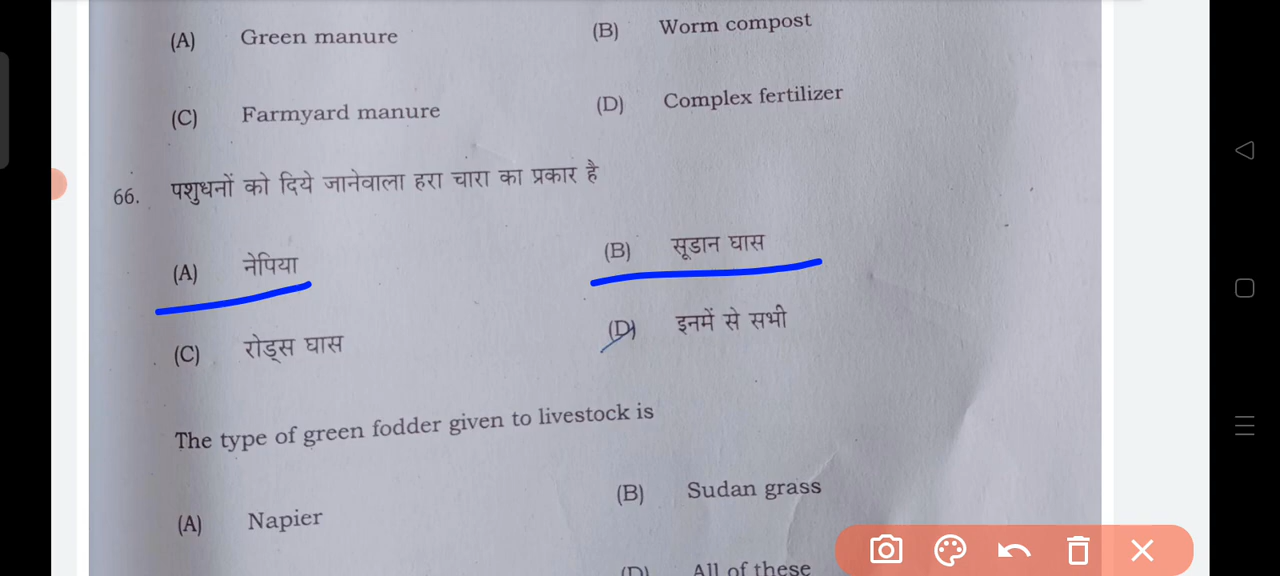 (A) Green manure (B) Worm compost
(C) Farmyard manure (D) Complex fertilizer
66. पशुधनों को दिये जानेवाला हरा चारा का प्रकार है
(A) नेपिया (B) सूडान घास
(C) रोड्स घास (D) इनमें से सभी
The type of green fodder given to livestock is
(A) Napier (B) Sudan grass
(D) All of these